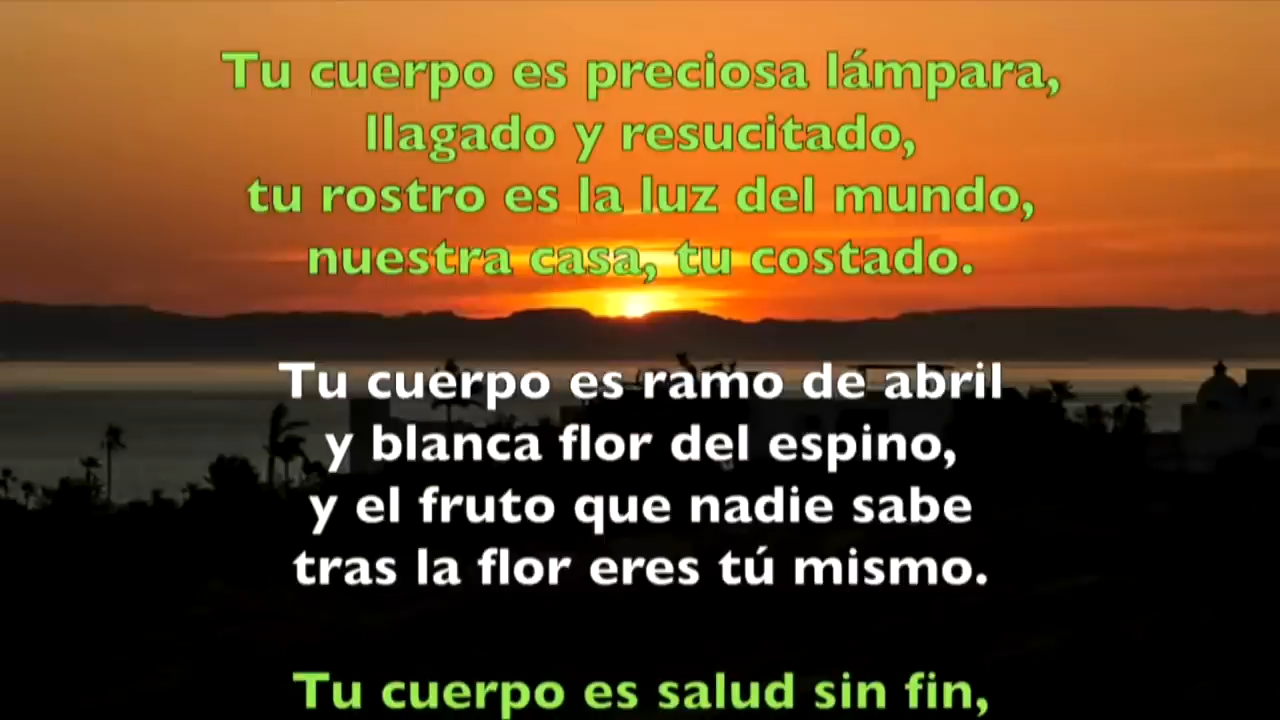 Tu cuerpo es preciosa lámpara,
llagado y resucitado,
tu rostro es la luz del mundo,
nuestra casa, tu costado.
Tu cuerpo es ramo de abril
y blanca flor del espino,
y el fruto que nadie sabe
tras la flor eres tú mismo.
Tu cuerpo es salud sin fin,